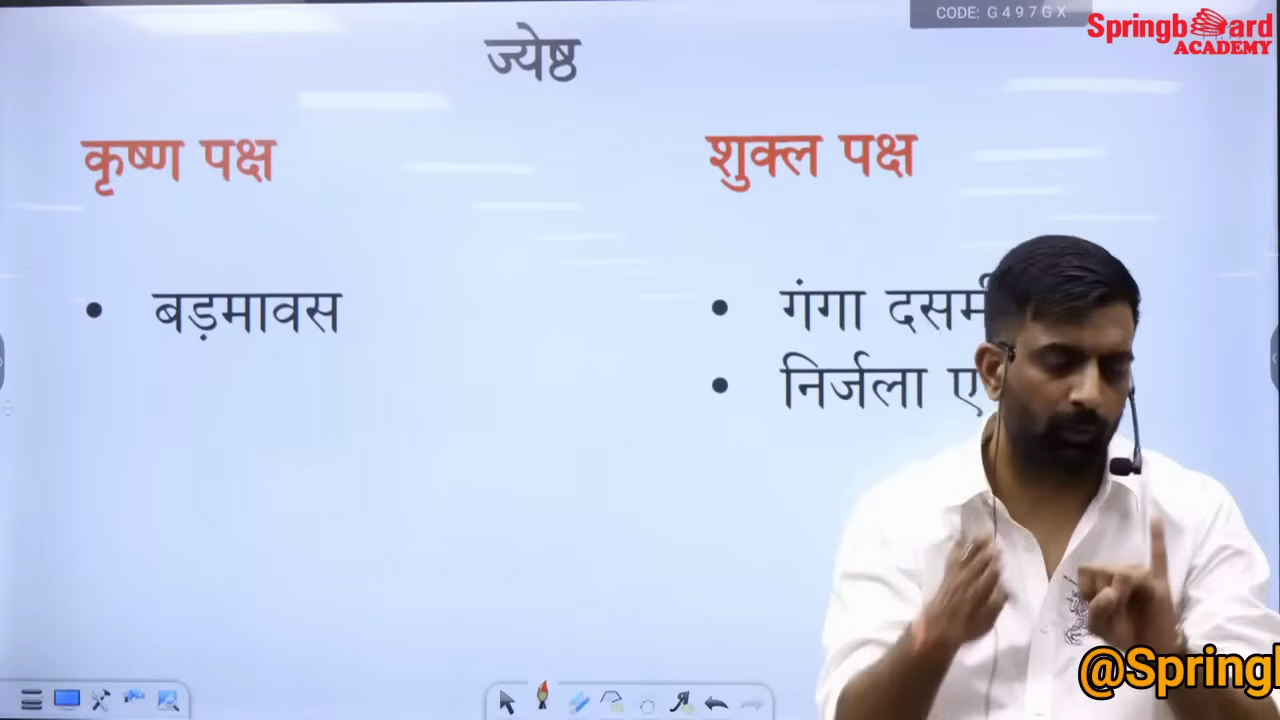 CODE: G497GX
Springboard
ACADEMY
ज्येष्ठ
कृष्ण पक्ष
शुक्ल पक्ष
बड़मावस
गंगा दसमी
निर्जला ए
@Spring